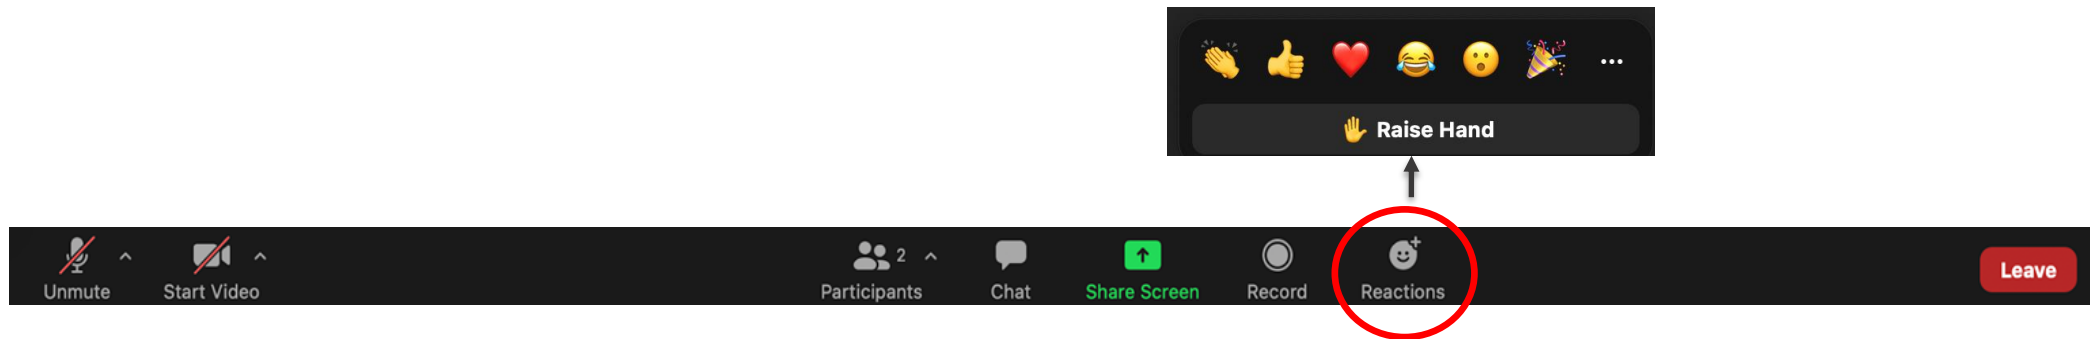 Raise Hand
Unmute
Start Video
2
Participants
Chat
Share Screen
Record
Reactions
Leave